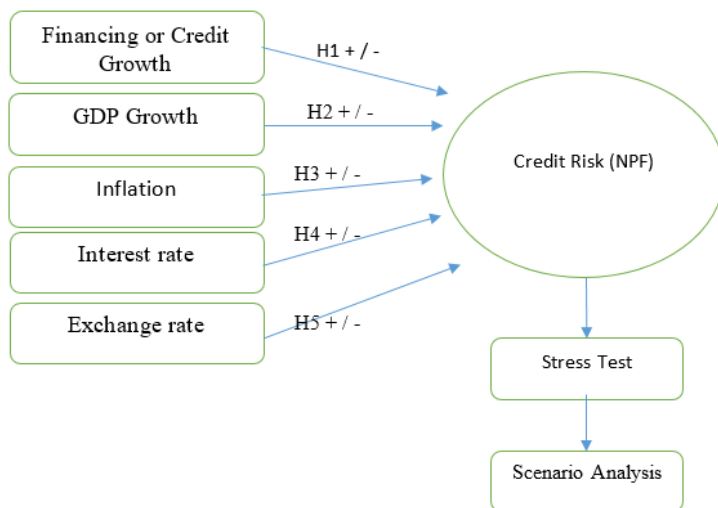 Financing or Credit
Growth
H1 + / -
GDP Growth
H2 + / -
Inflation
H3 + / -
Interest rate
H4 + / -
Exchange rate
H5 + / -
Credit Risk (NPF)
Stress Test
Scenario Analysis